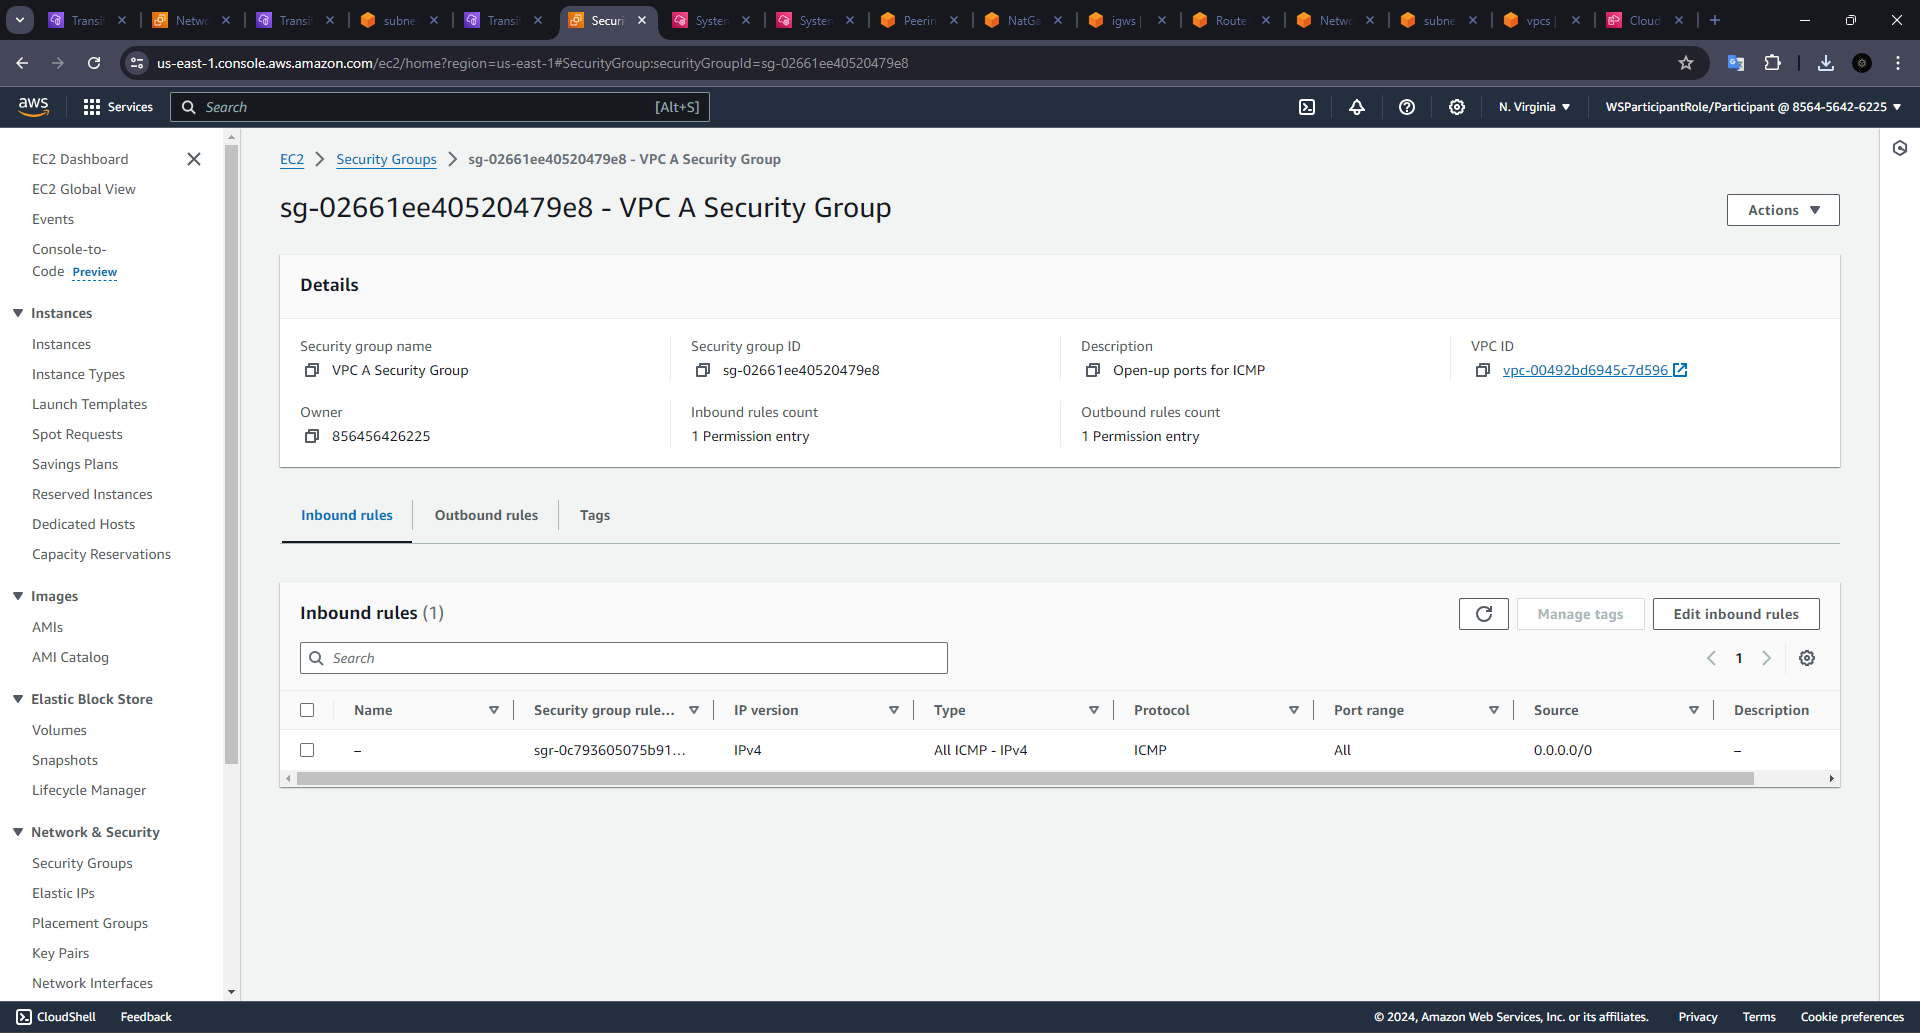 Transit
Netwo
Transit
subne
Transit
Securi
System
System
Peerin
NatGa
igws |
Route
Netwo
subne
vpcs |
Cloud
us-east-1.console.aws.amazon.com/ec2/home?region=us-east-1#SecurityGroup:securityGroupId=sg-02661ee40520479e8
aws
Services
Search
[Alt+S]
N. Virginia
WSParticipantRole/Participant @ 8564-5642-6225
EC2 Dashboard
EC2 Global View
Events
Console-to-
Code Preview
Instances
Instances
Instance Types
Launch Templates
Spot Requests
Savings Plans
Reserved Instances
Dedicated Hosts
Capacity Reservations
Images
AMIs
AMI Catalog
Elastic Block Store
Volumes
Snapshots
Lifecycle Manager
Network & Security
Security Groups
Elastic IPs
Placement Groups
Key Pairs
Network Interfaces
EC2 > Security Groups > sg-02661ee40520479e8 - VPC A Security Group
sg-02661ee40520479e8 - VPC A Security Group
Actions
Details
Security group name
VPC A Security Group
Security group ID
sg-02661ee40520479e8
Description
Open-up ports for ICMP
VPC ID
vpc-00492bd6945c7d596
Owner
856456426225
Inbound rules count
1 Permission entry
Outbound rules count
1 Permission entry
Inbound rules
Outbound rules
Tags
Inbound rules (1)
Manage tags
Edit inbound rules
Search
1
Name Security group rule... IP version Type Protocol Port range Source Description
– sgr-0c793605075b91... IPv4 All ICMP - IPv4 ICMP All 0.0.0.0/0 –
CloudShell
Feedback
© 2024, Amazon Web Services, Inc. or its affiliates.
Privacy
Terms
Cookie preferences